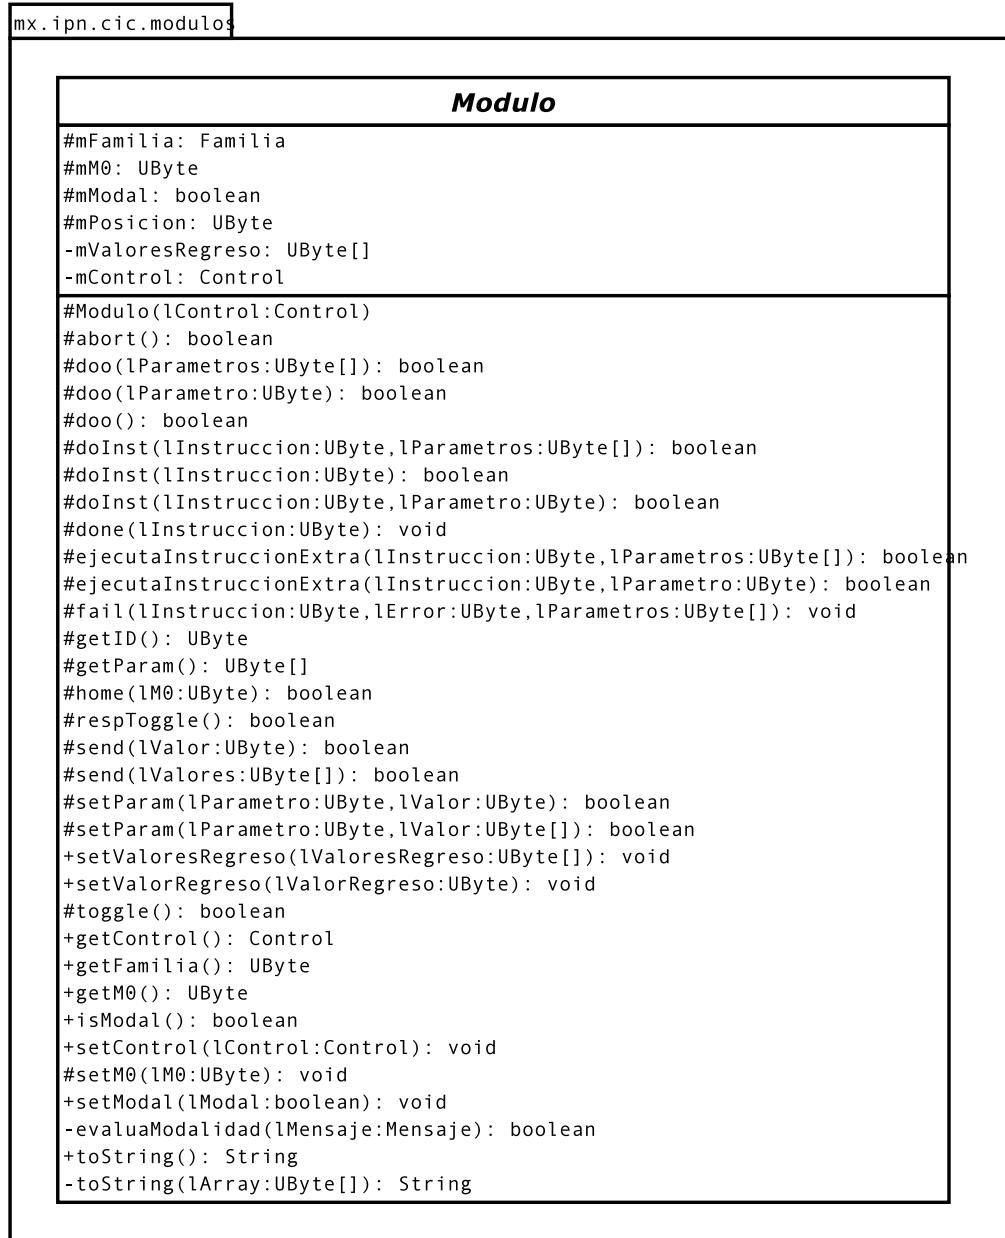 mx.ipn.cic.modulos
Modulo
#mFamilia: Familia
#mM0: UByte
#mModal: boolean
#mPosicion: UByte
-mValoresRegreso: UByte[]
-mControl: Control
#Modulo(lControl:Control)
#abort(): boolean
#doo(lParametros:UByte[]): boolean
#doo(lParametro:UByte): boolean
#doo(): boolean
#doInst(lInstruccion:UByte,lParametros:UByte[]): boolean
#doInst(lInstruccion:UByte): boolean
#doInst(lInstruccion:UByte,lParametro:UByte): boolean
#done(lInstruccion:UByte): void
#ejecutaInstruccionExtra(lInstruccion:UByte,lParametros:UByte[]): boolean
#ejecutaInstruccionExtra(lInstruccion:UByte,lParametro:UByte): boolean
#fail(lInstruccion:UByte,lError:UByte,lParametros:UByte[]): void
#getID(): UByte
#getParam(): UByte[]
#home(lM0:UByte): boolean
#respToggle(): boolean
#send(lValor:UByte): boolean
#send(lValores:UByte[]): boolean
#setParam(lParametro:UByte,lValor:UByte): boolean
#setParam(lParametro:UByte,lValor:UByte[]): boolean
+setValoresRegreso(lValoresRegreso:UByte[]): void
+setValorRegreso(lValorRegreso:UByte): void
#toggle(): boolean
+getControl(): Control
+getFamilia(): UByte
+getM0(): UByte
+isModal(): boolean
+setControl(lControl:Control): void
#setM0(lM0:UByte): void
+setModal(lModal:boolean): void
-evaluaModalidad(lMensaje:Mensaje): boolean
+toString(): String
-toString(lArray:UByte[]): String